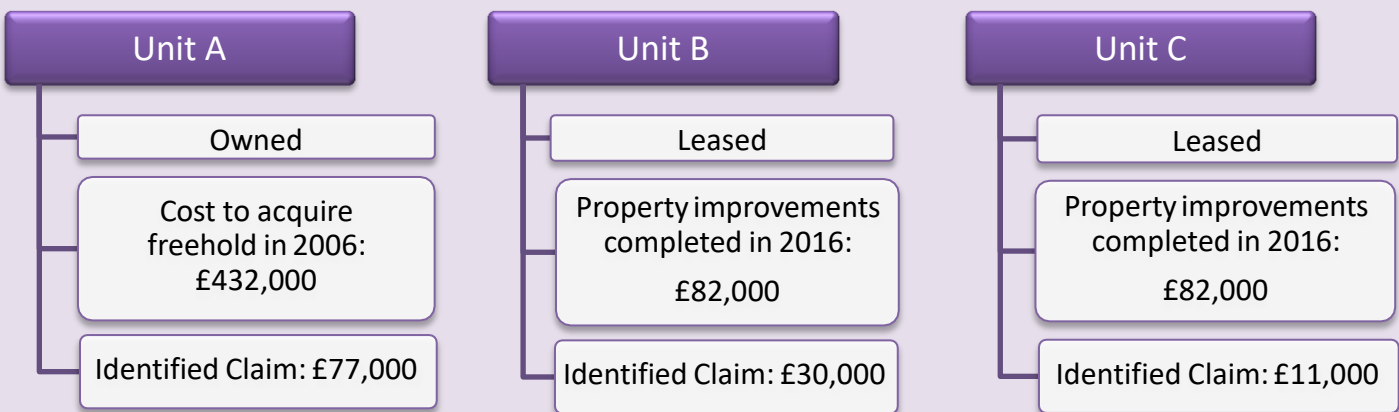 Unit A
Owned
Cost to acquire
freehold in 2006:
£432,000
Identified Claim: £77,000
Unit B
Leased
Property improvements
completed in 2016:
£82,000
Identified Claim: £30,000
Unit C
Leased
Property improvements
completed in 2016:
£82,000
Identified Claim: £11,000